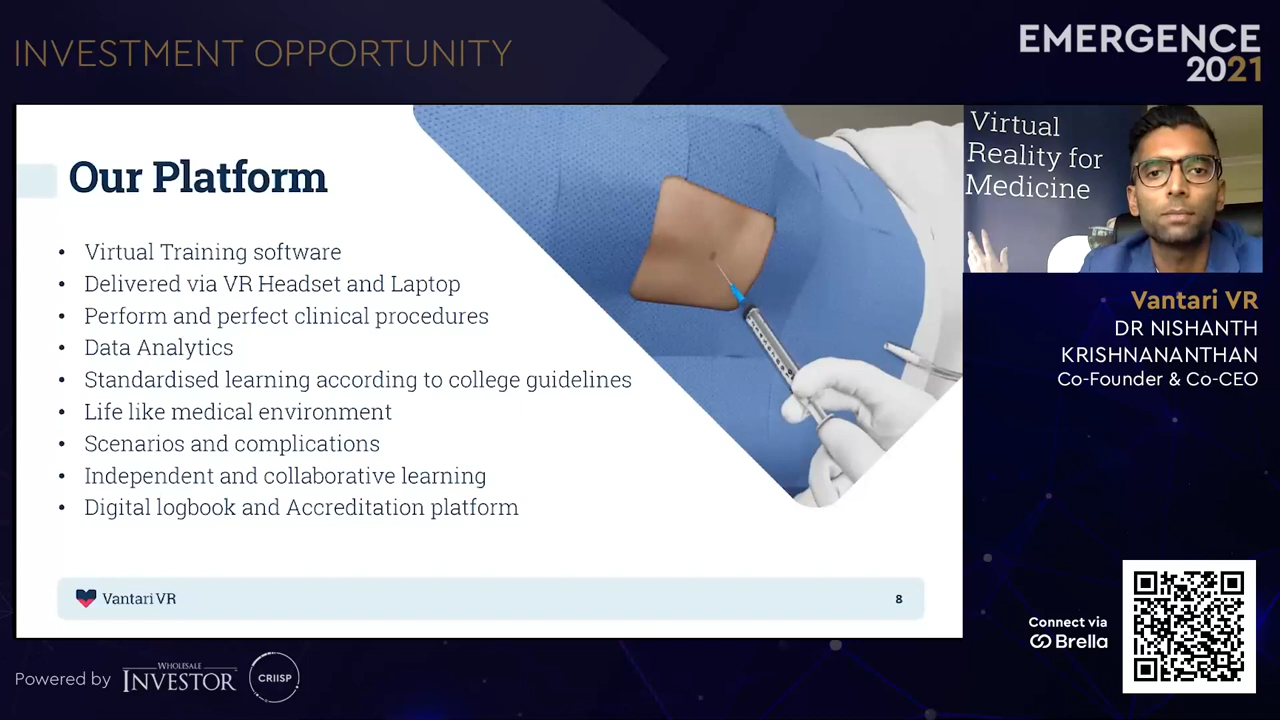 INVESTMENT OPPORTUNITY
EMERGENCE
2021
Our Platform
• Virtual Training software
• Delivered via VR Headset and Laptop
• Perform and perfect clinical procedures
• Data Analytics
• Standardised learning according to college guidelines
• Life like medical environment
• Scenarios and complications
• Independent and collaborative learning
• Digital logbook and Accreditation platform
Vantari VR
8
Virtual
Reality for
Medicine
Vantari VR
DR NISHANTH
KRISHNANANTHAN
Co-Founder & Co-CEO
Connect via
Brella
Powered by
WHOLESALE
INVESTOR
CRIISP